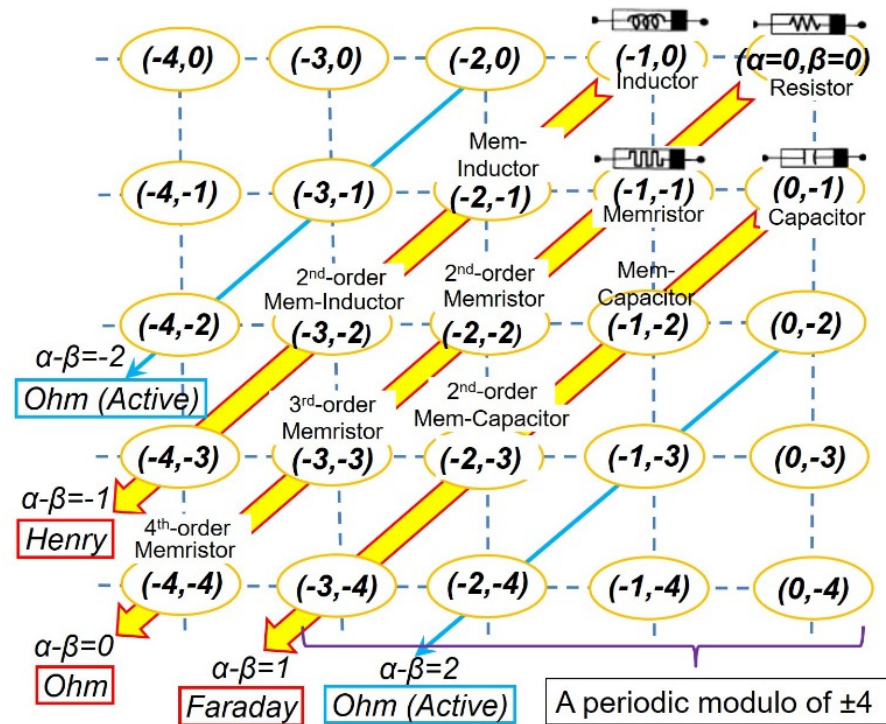 (-4,0) (-3,0) (-2,0) (-1,0) (α=0,β=0)
Inductor Resistor
Mem-
Inductor
(-4,-1) (-3,-1) (-2,-1) (-1,-1) (0,-1)
Memristor Capacitor
2nd-order
Mem-Inductor
2nd-order
Memristor
Mem-
Capacitor
(-4,-2) (-3,-2) (-2,-2) (-1,-2) (0,-2)
α-β=-2
Ohm (Active)
3rd-order
Memristor
2nd-order
Mem-Capacitor
(-4,-3) (-3,-3) (-2,-3) (-1,-3) (0,-3)
α-β=-1
Henry
4th-order
Memristor
(-4,-4) (-3,-4) (-2,-4) (-1,-4) (0,-4)
α-β=0
Ohm
α-β=1
Faraday
α-β=2
Ohm (Active)
A periodic modulo of ±4